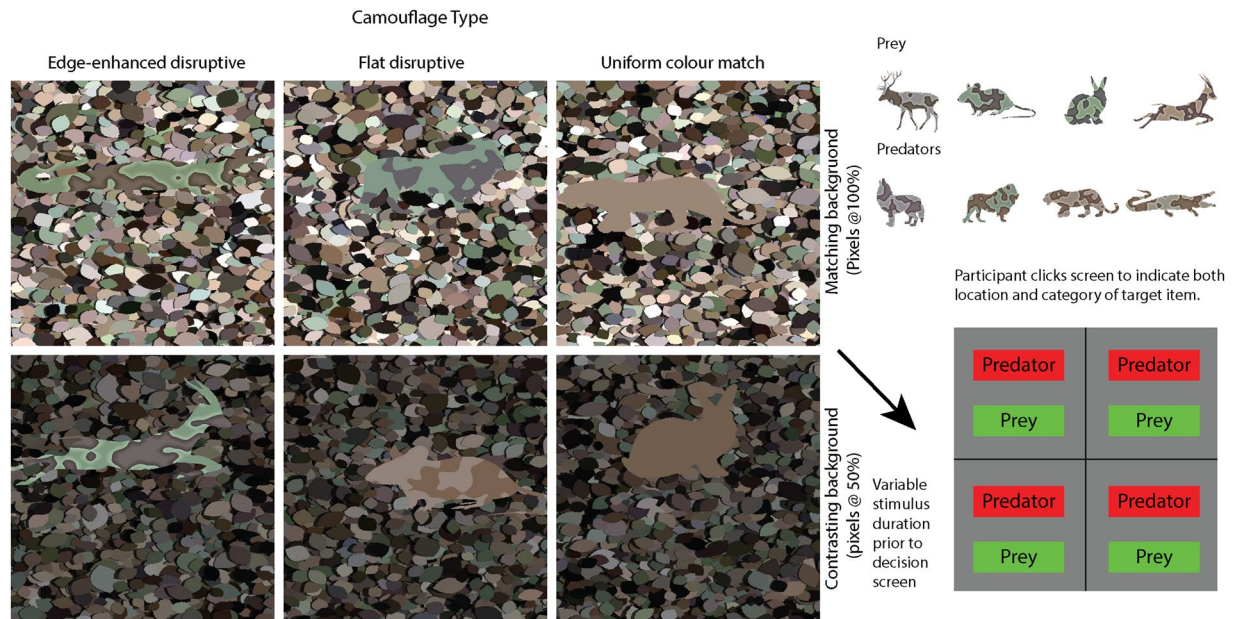 Camouflage Type
Edge-enhanced disruptive
Flat disruptive
Uniform colour match
Matching background
(Pixels @100%)
Contrasting background
(pixels @ 50%)
Prey
Predators
Participant clicks screen to indicate both
location and category of target item.
Variable
stimulus
duration
prior to
decision
screen
Predator
Predator
Prey
Prey
Predator
Predator
Prey
Prey